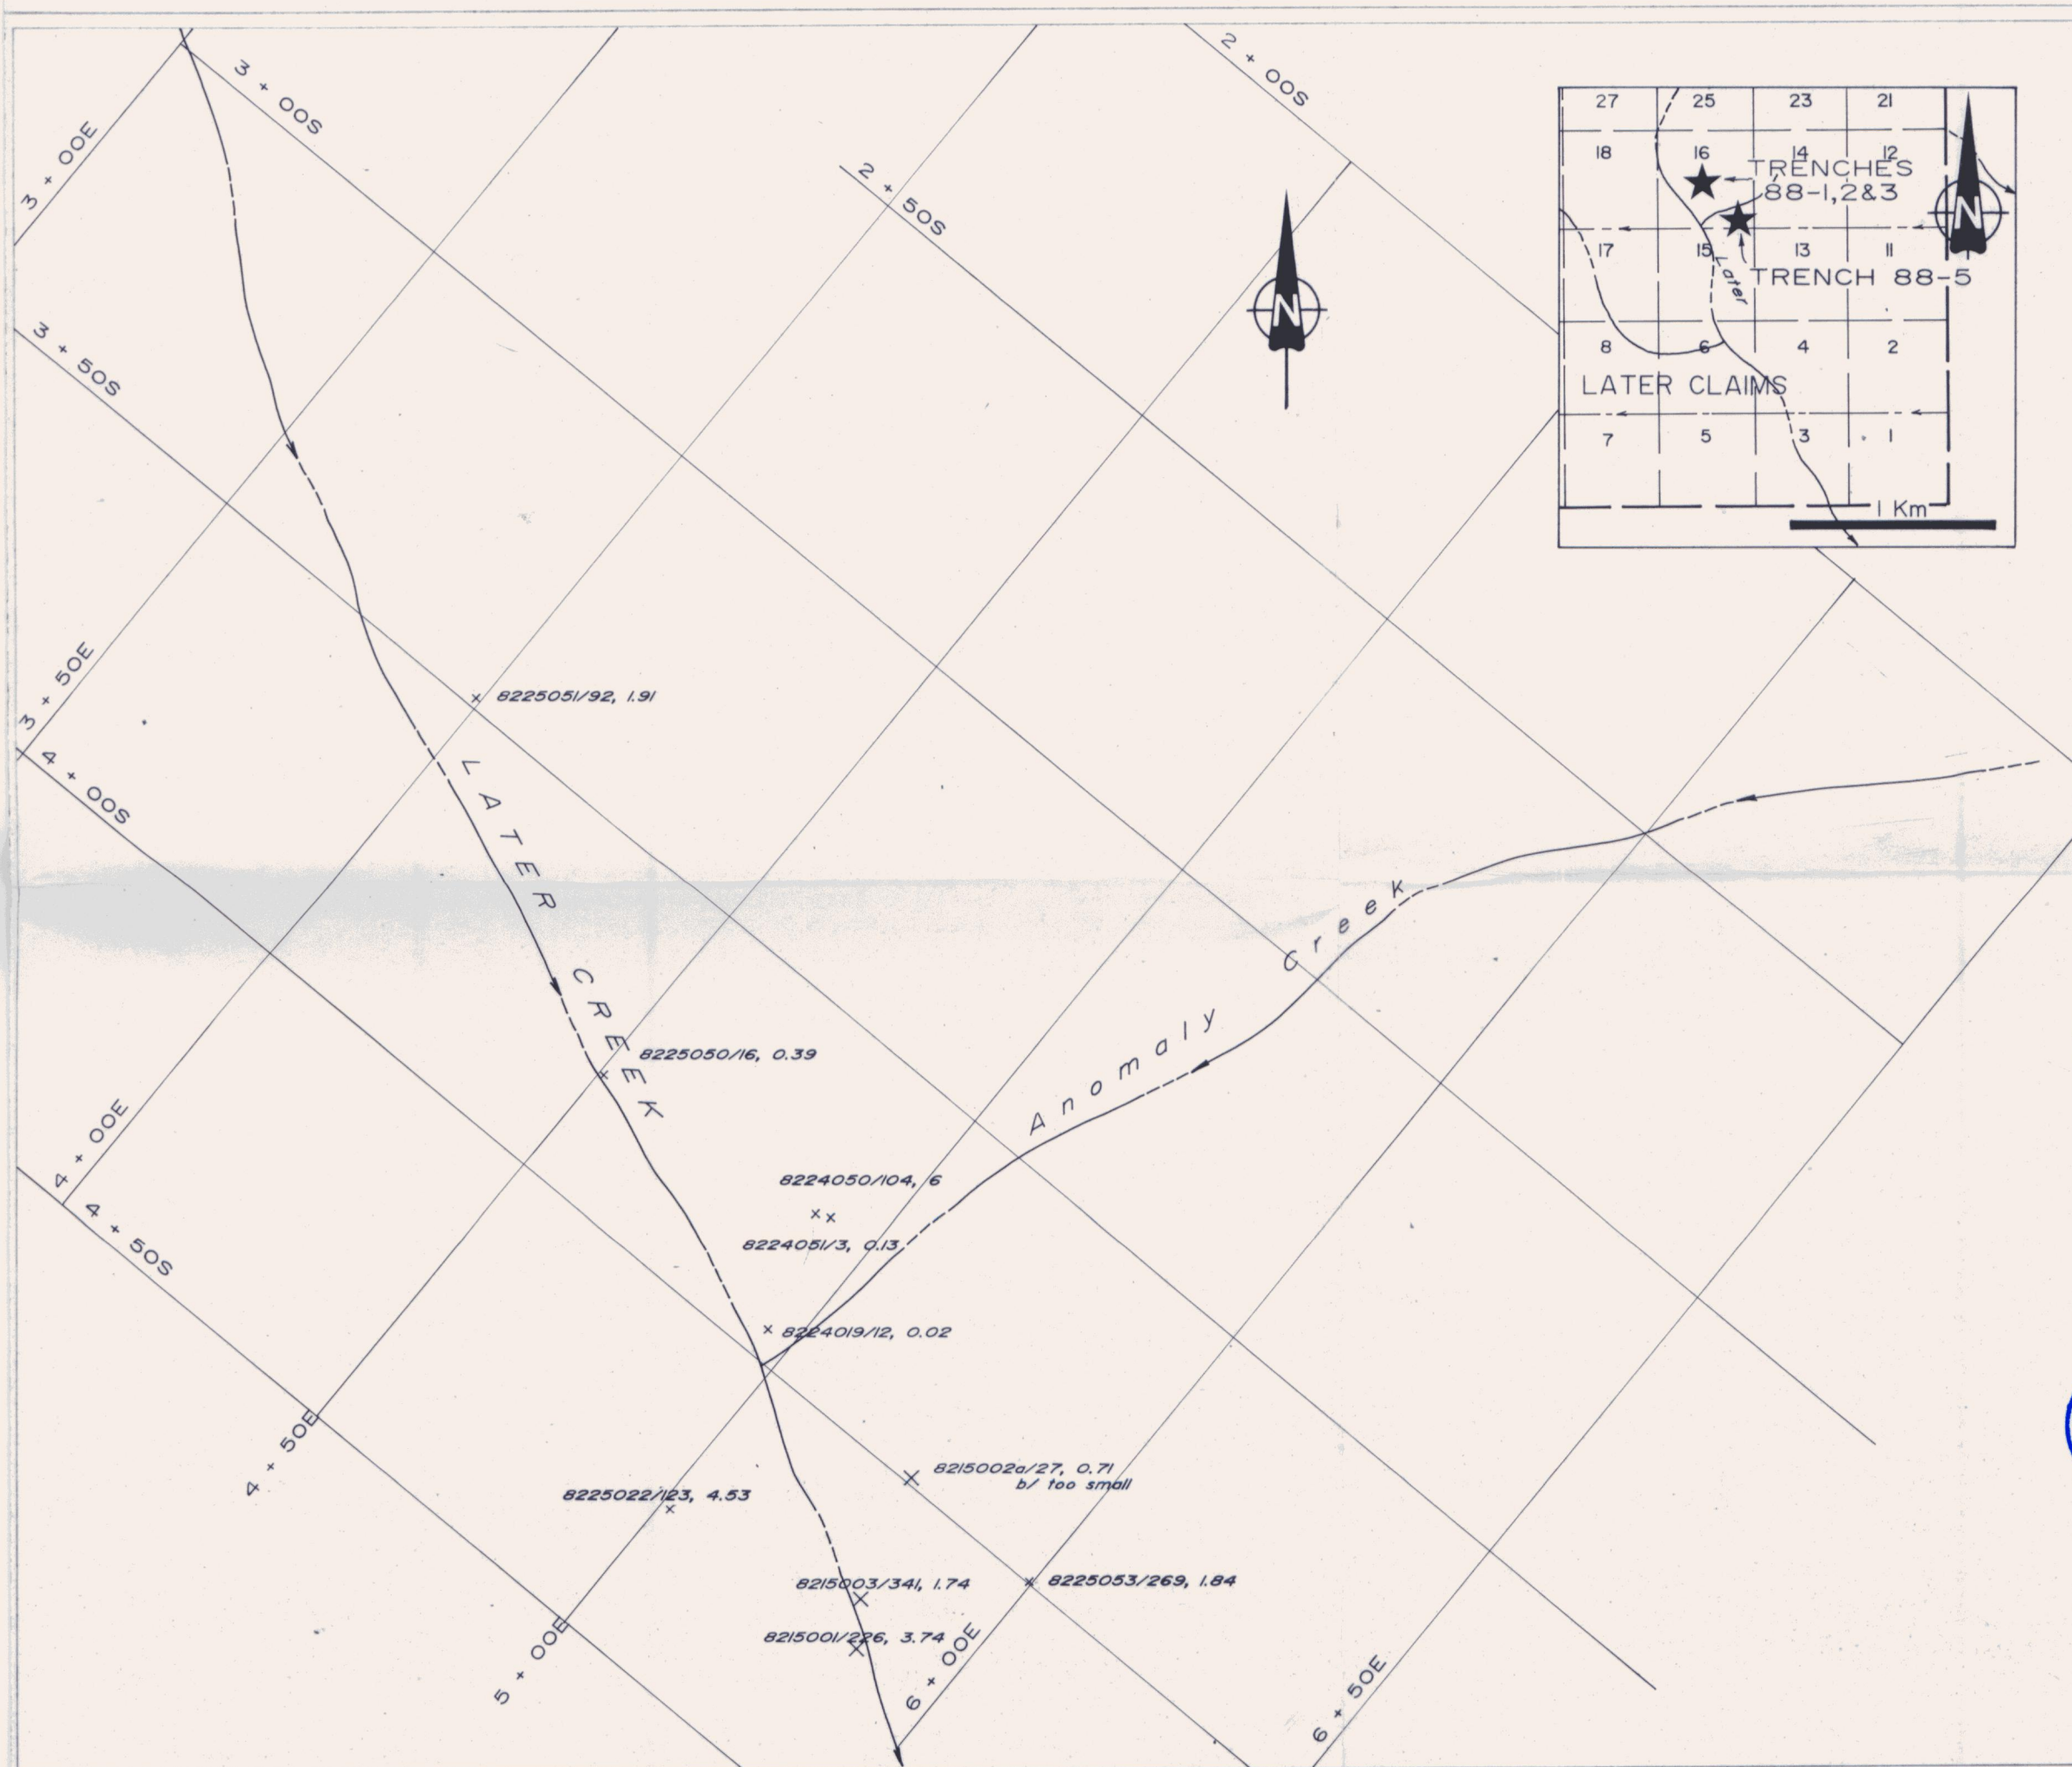 2 + 00S
3 + 00S
3 + 00E
2 + 50S
N
3 + 50S
27 25 23 21
18 16 14 12
TRENCHES
88-1,2&3
N
17 15 13 11
Later
TRENCH 88-5
8 6 4 2
LATER CLAIMS
7 5 3 1
1 Km
3 + 50E
8225051/92, 1.91
4 + 00S
LATER CREEK
Anomaly Creek
8225050/16, 0.39
4 + 00E
8224050/104, 6
4 + 50S
8224051/3, 0.13
8224019/12, 0.02
4 + 50E
8215002a/27, 0.71
b/ too small
8225022/123, 4.53
8215003/341, 1.74
8225053/269, 1.84
8215001/226, 3.74
5 + 00E
6 + 00E
6 + 50E